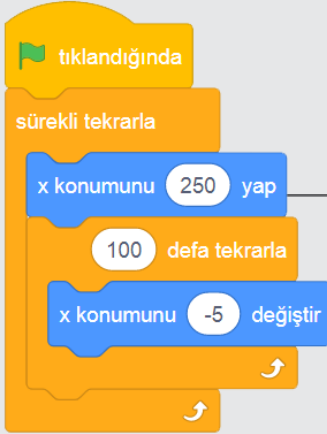 tıklandığında
sürekli tekrarla
x konumunu 250 yap
100 defa tekrarla
x konumunu -5 değiştir